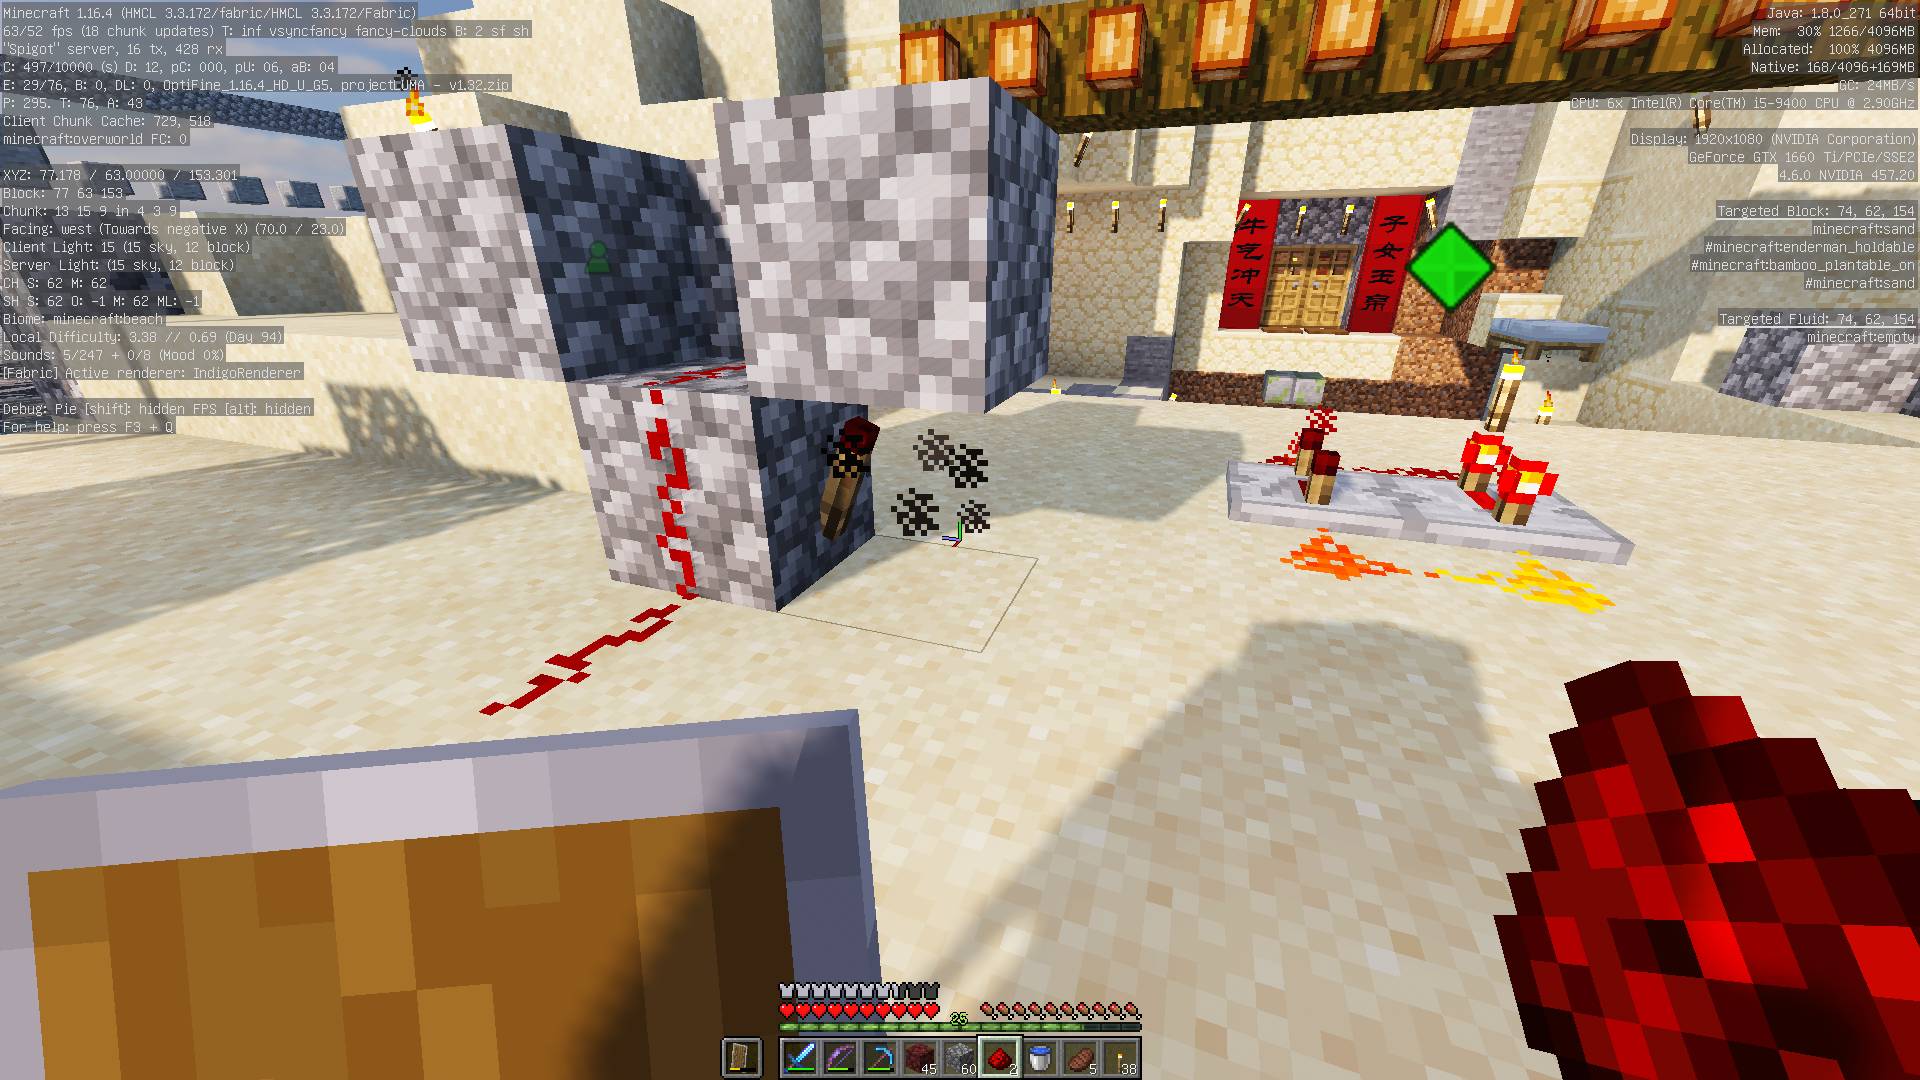 Minecraft 1.16.4 (HMCL 3.3.172/fabric/HMCL 3.3.172/Fabric)
63/52 fps (18 chunk updates) T: inf vsyncfancy fancy-clouds B: 2 sf sh
"Spigot" server, 16 tx, 428 rx
C: 497/10000 (s) D: 12, pC: 000, pU: 06, aB: 04
E: 29/76, B: 0, DL: 0, OptiFine_1.16.4_HD_U_G5, projectLUMA - v1.32.zip
P: 295. T: 76, A: 43
Client Chunk Cache: 729, 518
minecraft:overworld FC: 0
XYZ: 77.178 / 63.00000 / 153.301
Block: 77 63 153
Chunk: 13 15 9 in 4 3 9
Facing: west (Towards negative X) (70.0 / 23.0)
Client Light: 15 (15 sky, 12 block)
Server Light: (15 sky, 12 block)
CH S: 62 M: 62
SH S: 62 O: -1 M: 62 ML: -1
Biome: minecraft:beach
Local Difficulty: 3.38 // 0.69 (Day 94)
Sounds: 5/247 + 0/8 (Mood 0%)
[Fabric] Active renderer: IndigoRenderer
Debug: Pie [shift]: hidden FPS [alt]: hidden
For help: press F3 + Q
Java: 1.8.0_271 64bit
Mem: 30% 1266/4096MB
Allocated: 100% 4096MB
Native: 168/4096+169MB
GC: 24MB/s
CPU: 6x Intel(R) Core(TM) i5-9400 CPU @ 2.90GHz
Display: 1920x1080 (NVIDIA Corporation)
GeForce GTX 1660 Ti/PCIe/SSE2
4.6.0 NVIDIA 457.20
Targeted Block: 74, 62, 154
minecraft:sand
#minecraft:enderman_holdable
#minecraft:bamboo_plantable_on
#minecraft:sand
Targeted Fluid: 74, 62, 154
minecraft:empty
牛气冲天
子女玉帛
25
45
60
2
5
38